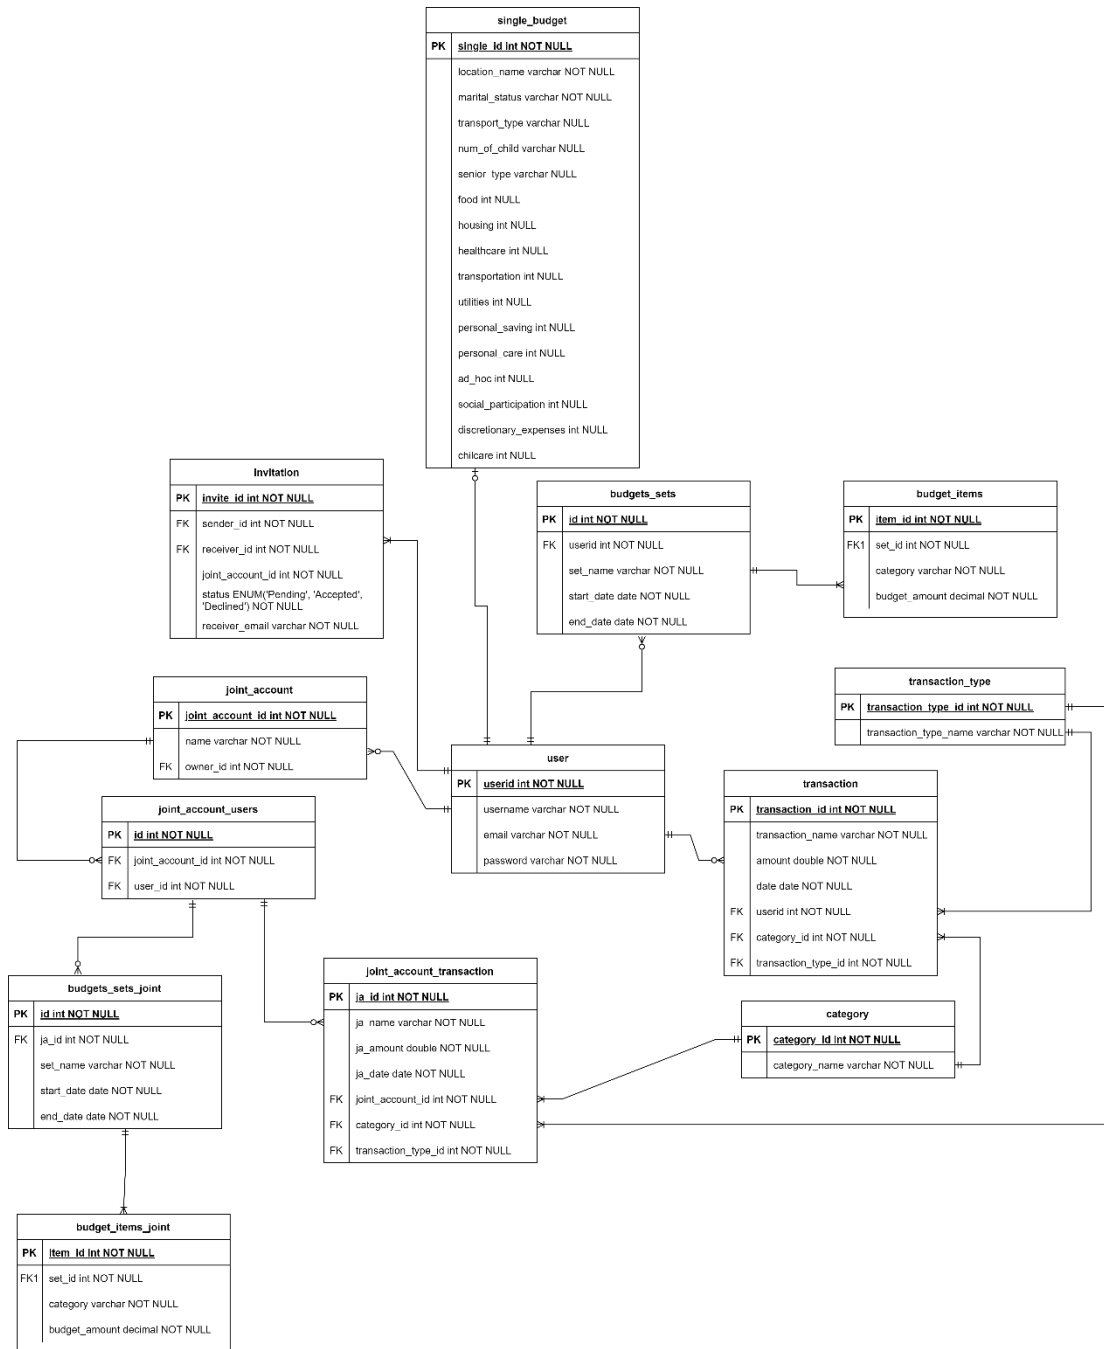 single_budget
PK single_id int NOT NULL
location_name varchar NOT NULL
marital_status varchar NOT NULL
transport_type varchar NULL
num_of_child varchar NULL
senior_type varchar NULL
food int NULL
housing int NULL
healthcare int NULL
transportation int NULL
utilities int NULL
personal_saving int NULL
personal_care int NULL
ad_hoc int NULL
social_participation int NULL
discretionary_expenses int NULL
chilcare int NULL
Invitation
PK invite_id int NOT NULL
FK sender_id int NOT NULL
FK receiver_id int NOT NULL
joint_account_id int NOT NULL
status ENUM('Pending', 'Accepted',
'Declined') NOT NULL
receiver_email varchar NOT NULL
budgets_sets
PK id int NOT NULL
FK userid int NOT NULL
set_name varchar NOT NULL
start_date date NOT NULL
end_date date NOT NULL
budget_items
PK item_id int NOT NULL
FK1 set_id int NOT NULL
category varchar NOT NULL
budget_amount decimal NOT NULL
transaction_type
PK transaction_type_id int NOT NULL
transaction_type_name varchar NOT NULL
joint_account
PK joint_account_id int NOT NULL
name varchar NOT NULL
FK owner_id int NOT NULL
user
PK userid int NOT NULL
username varchar NOT NULL
email varchar NOT NULL
password varchar NOT NULL
transaction
PK transaction_id int NOT NULL
transaction_name varchar NOT NULL
amount double NOT NULL
date date NOT NULL
FK userid int NOT NULL
FK category_id int NOT NULL
FK transaction_type_id int NOT NULL
joint_account_users
PK id int NOT NULL
FK joint_account_id int NOT NULL
FK user_id int NOT NULL
joint_account_transaction
PK ja_id int NOT NULL
ja_name varchar NOT NULL
ja_amount double NOT NULL
ja_date date NOT NULL
FK joint_account_id int NOT NULL
FK category_id int NOT NULL
FK transaction_type_id int NOT NULL
budgets_sets_joint
PK id int NOT NULL
FK ja_id int NOT NULL
set_name varchar NOT NULL
start_date date NOT NULL
end_date date NOT NULL
category
PK category_id int NOT NULL
category_name varchar NOT NULL
budget_items_joint
PK item_id int NOT NULL
FK1 set_id int NOT NULL
category varchar NOT NULL
budget_amount decimal NOT NULL